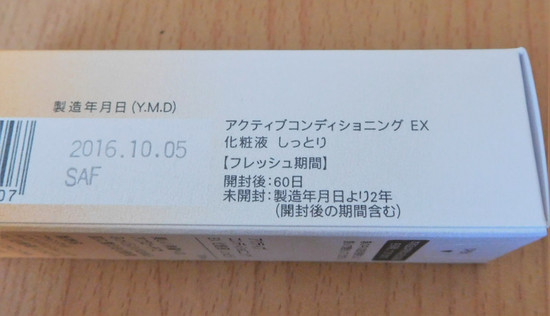 製造年月日(Y.M.D)
2016.10.05
SAF
07
アクティブコンディショニング EX
化粧液 しっとり
【フレッシュ期間】
開封後:60日
未開封:製造年月日より2年
(開封後の期間含む)